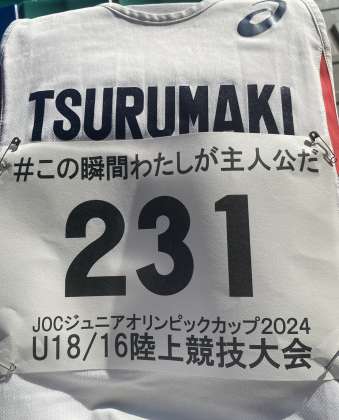 TSURUMAKI
#この瞬間わたしが主人公だ
231
JOCジュニアオリンピックカップ2024
U18/16陸上競技大会